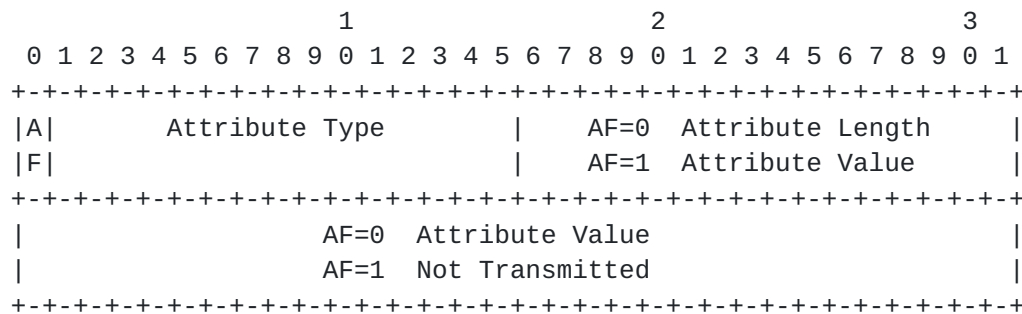 1                   2                   3
 0 1 2 3 4 5 6 7 8 9 0 1 2 3 4 5 6 7 8 9 0 1 2 3 4 5 6 7 8 9 0 1
+-+-+-+-+-+-+-+-+-+-+-+-+-+-+-+-+-+-+-+-+-+-+-+-+-+-+-+-+-+-+-+-+
|A|       Attribute Type        |    AF=0  Attribute Length     |
|F|                             |    AF=1  Attribute Value      |
+-+-+-+-+-+-+-+-+-+-+-+-+-+-+-+-+-+-+-+-+-+-+-+-+-+-+-+-+-+-+-+-+
|                   AF=0  Attribute Value                       |
|                   AF=1  Not Transmitted                       |
+-+-+-+-+-+-+-+-+-+-+-+-+-+-+-+-+-+-+-+-+-+-+-+-+-+-+-+-+-+-+-+-+